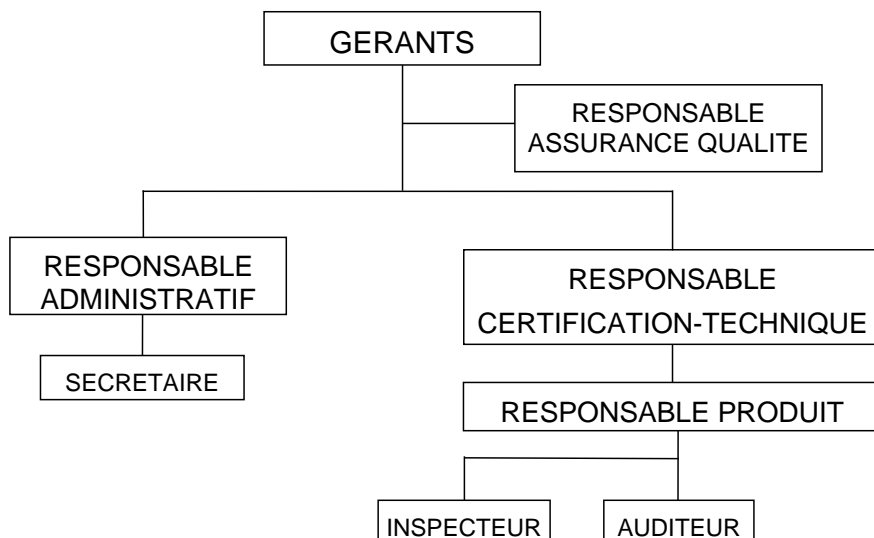 GERANTS
RESPONSABLE
ASSURANCE QUALITE
RESPONSABLE
ADMINISTRATIF
RESPONSABLE
CERTIFICATION-TECHNIQUE
SECRETAIRE
RESPONSABLE PRODUIT
INSPECTEUR
AUDITEUR